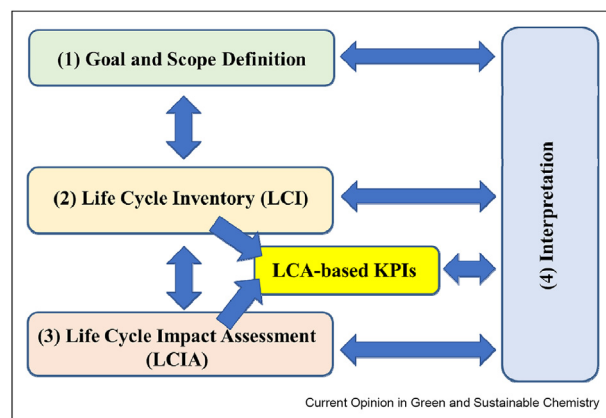 (1) Goal and Scope Definition
(2) Life Cycle Inventory (LCI)
LCA-based KPIs
(3) Life Cycle Impact Assessment
(LCIA)
(4) Interpretation
Current Opinion in Green and Sustainable Chemistry